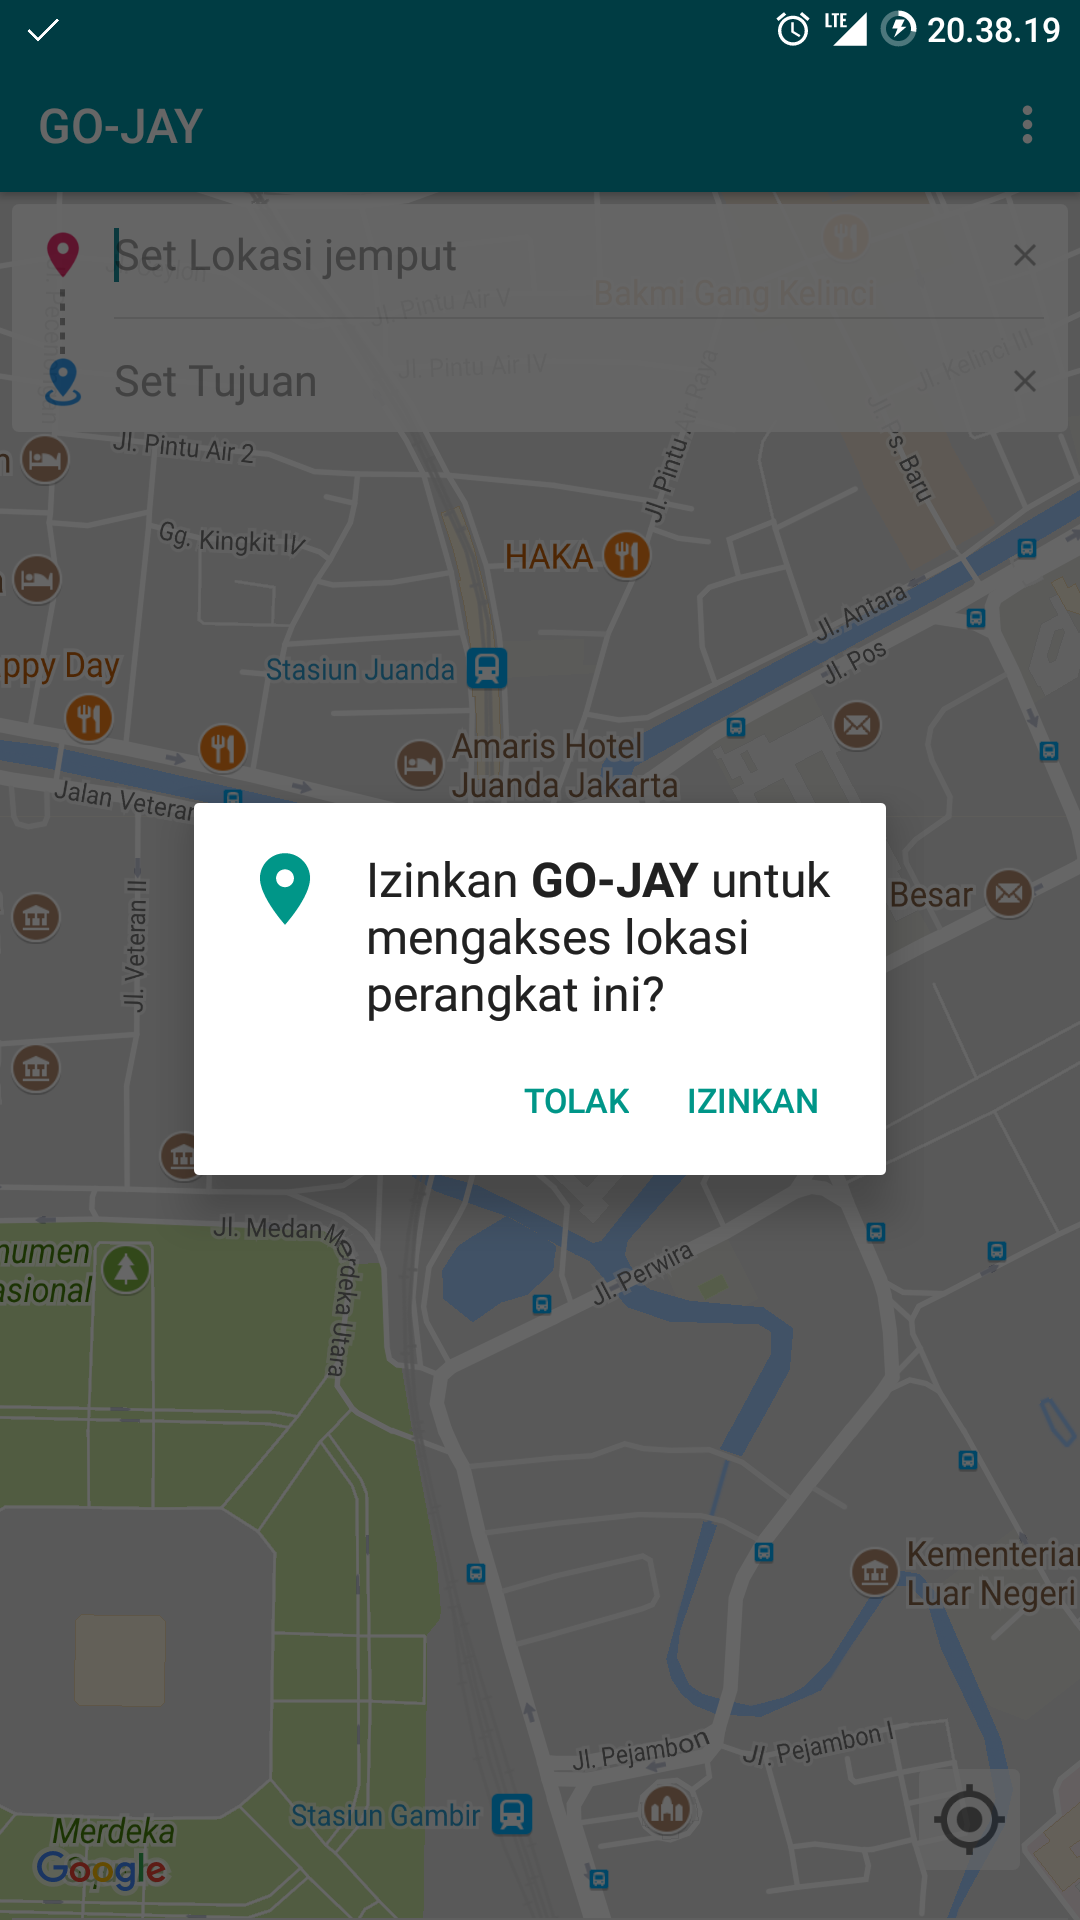 LTE 20.38.19
GO-JAY
Set Lokasi jemput
Jl. Pintu Air V
Bakmi Gang Kelinci
Jl. Pintu Air IV
Jl. Kelinci III
Set Tujuan
Jl. Pintu Air Raya
Jl. Pintu Air 2
Jl. Ps. Baru
Gg. Kingkit IV
HAKA
Jl. Antara
Jl. Pos
ppy Day
Stasiun Juanda
Amaris Hotel
Juanda Jakarta
Jalan Veteran
Izinkan GO-JAY untuk
mengakses lokasi
perangkat ini?
Besar
Jl. Veteran II
TOLAK IZINKAN
Jl. Medan Merdeka Utara
numen
asional
Jl. Perwira
Kementerian
Luar Negeri
Jl. Pejambon
Jl. Pejambon I
Stasiun Gambir
Merdeka
Google